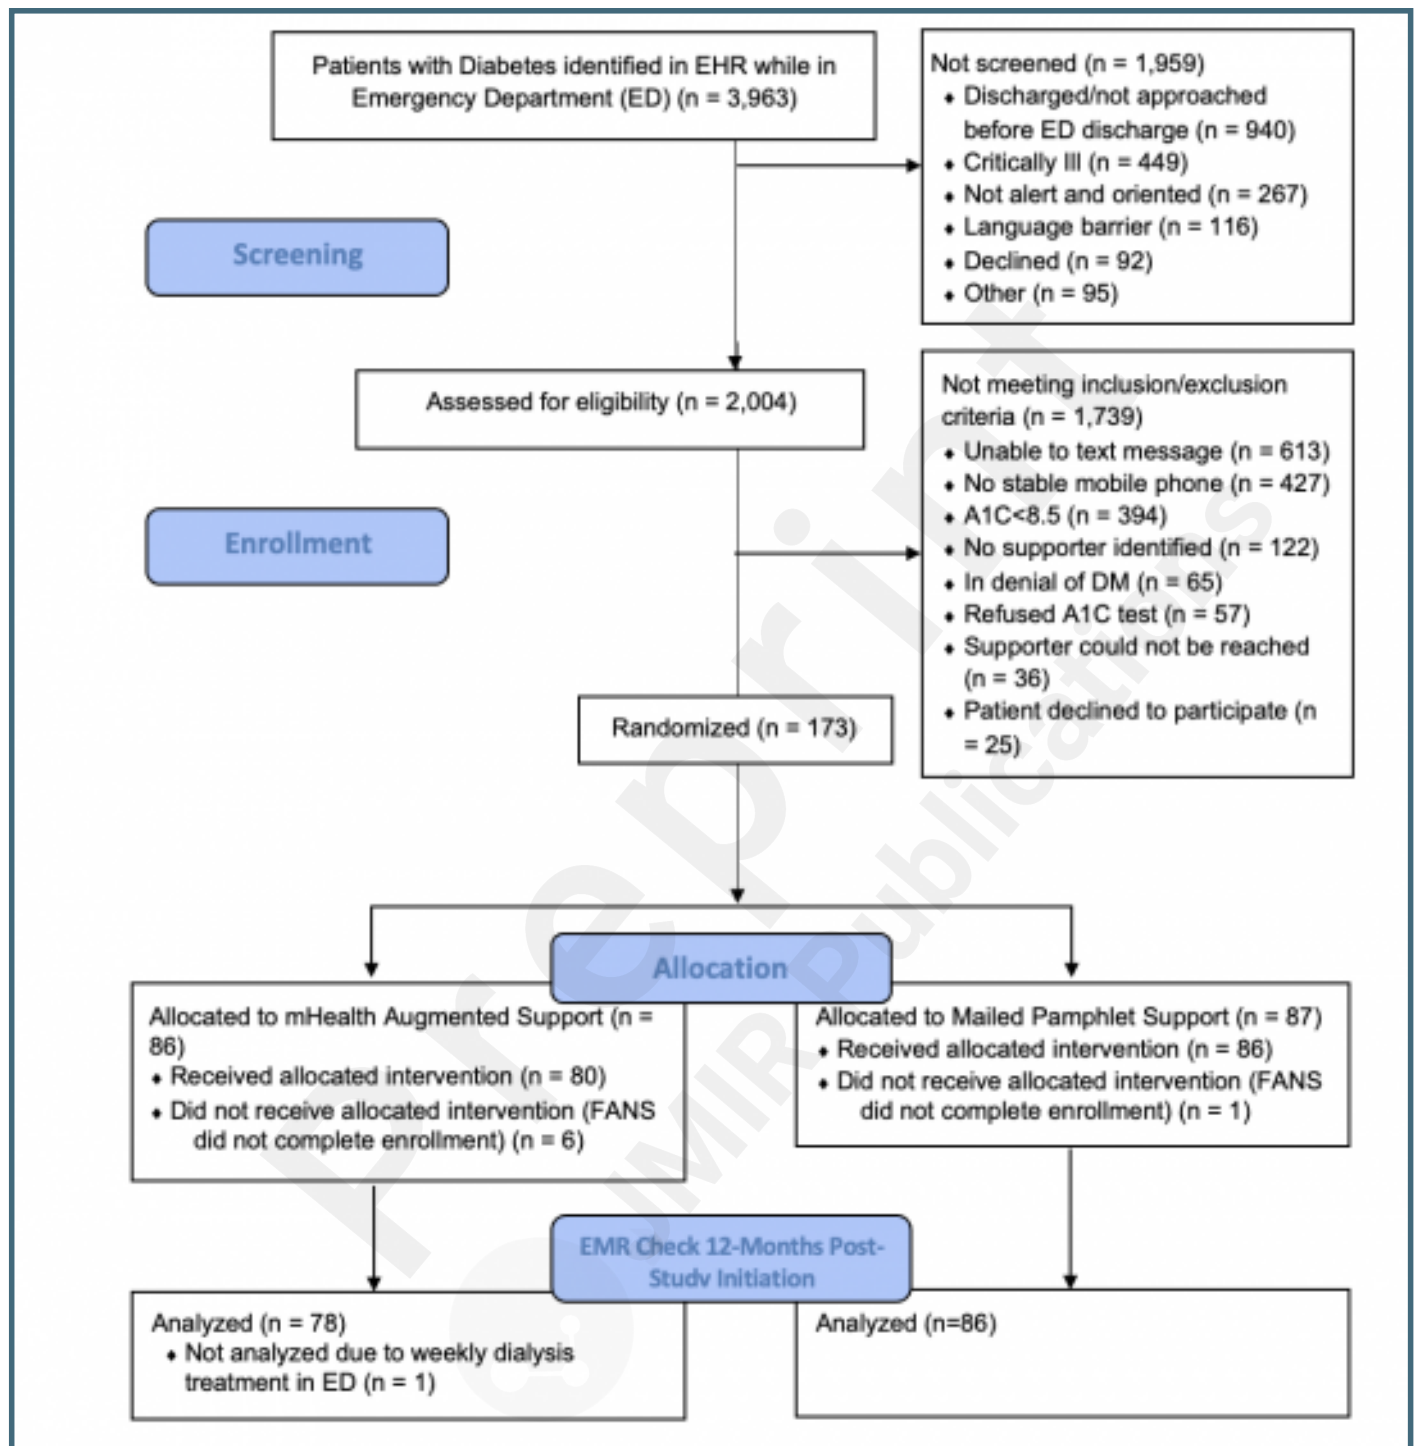 Patients with Diabetes identified in EHR while in
Emergency Department (ED) (n = 3,963)
Not screened (n = 1,959)
• Discharged/not approached
before ED discharge (n = 940)
• Critically Ill (n = 449)
• Not alert and oriented (n = 267)
• Language barrier (n = 116)
• Declined (n = 92)
• Other (n = 95)
Screening
Assessed for eligibility (n = 2,004)
Not meeting inclusion/exclusion
criteria (n = 1,739)
• Unable to text message (n = 613)
• No stable mobile phone (n = 427)
• A1C<8.5 (n = 394)
• No supporter identified (n = 122)
• In denial of DM (n = 65)
• Refused A1C test (n = 57)
• Supporter could not be reached
(n = 36)
• Patient declined to participate (n
= 25)
Enrollment
Randomized (n = 173)
Allocation
Allocated to mHealth Augmented Support (n =
86)
• Received allocated intervention (n = 80)
• Did not receive allocated intervention (FANS
did not complete enrollment) (n = 6)
Allocated to Mailed Pamphlet Support (n = 87)
• Received allocated intervention (n = 86)
• Did not receive allocated intervention (FANS
did not complete enrollment) (n = 1)
EMR Check 12-Months Post-
Study Initiation
Analyzed (n = 78)
• Not analyzed due to weekly dialysis
treatment in ED (n = 1)
Analyzed (n=86)
Preprint
JMIR Publications